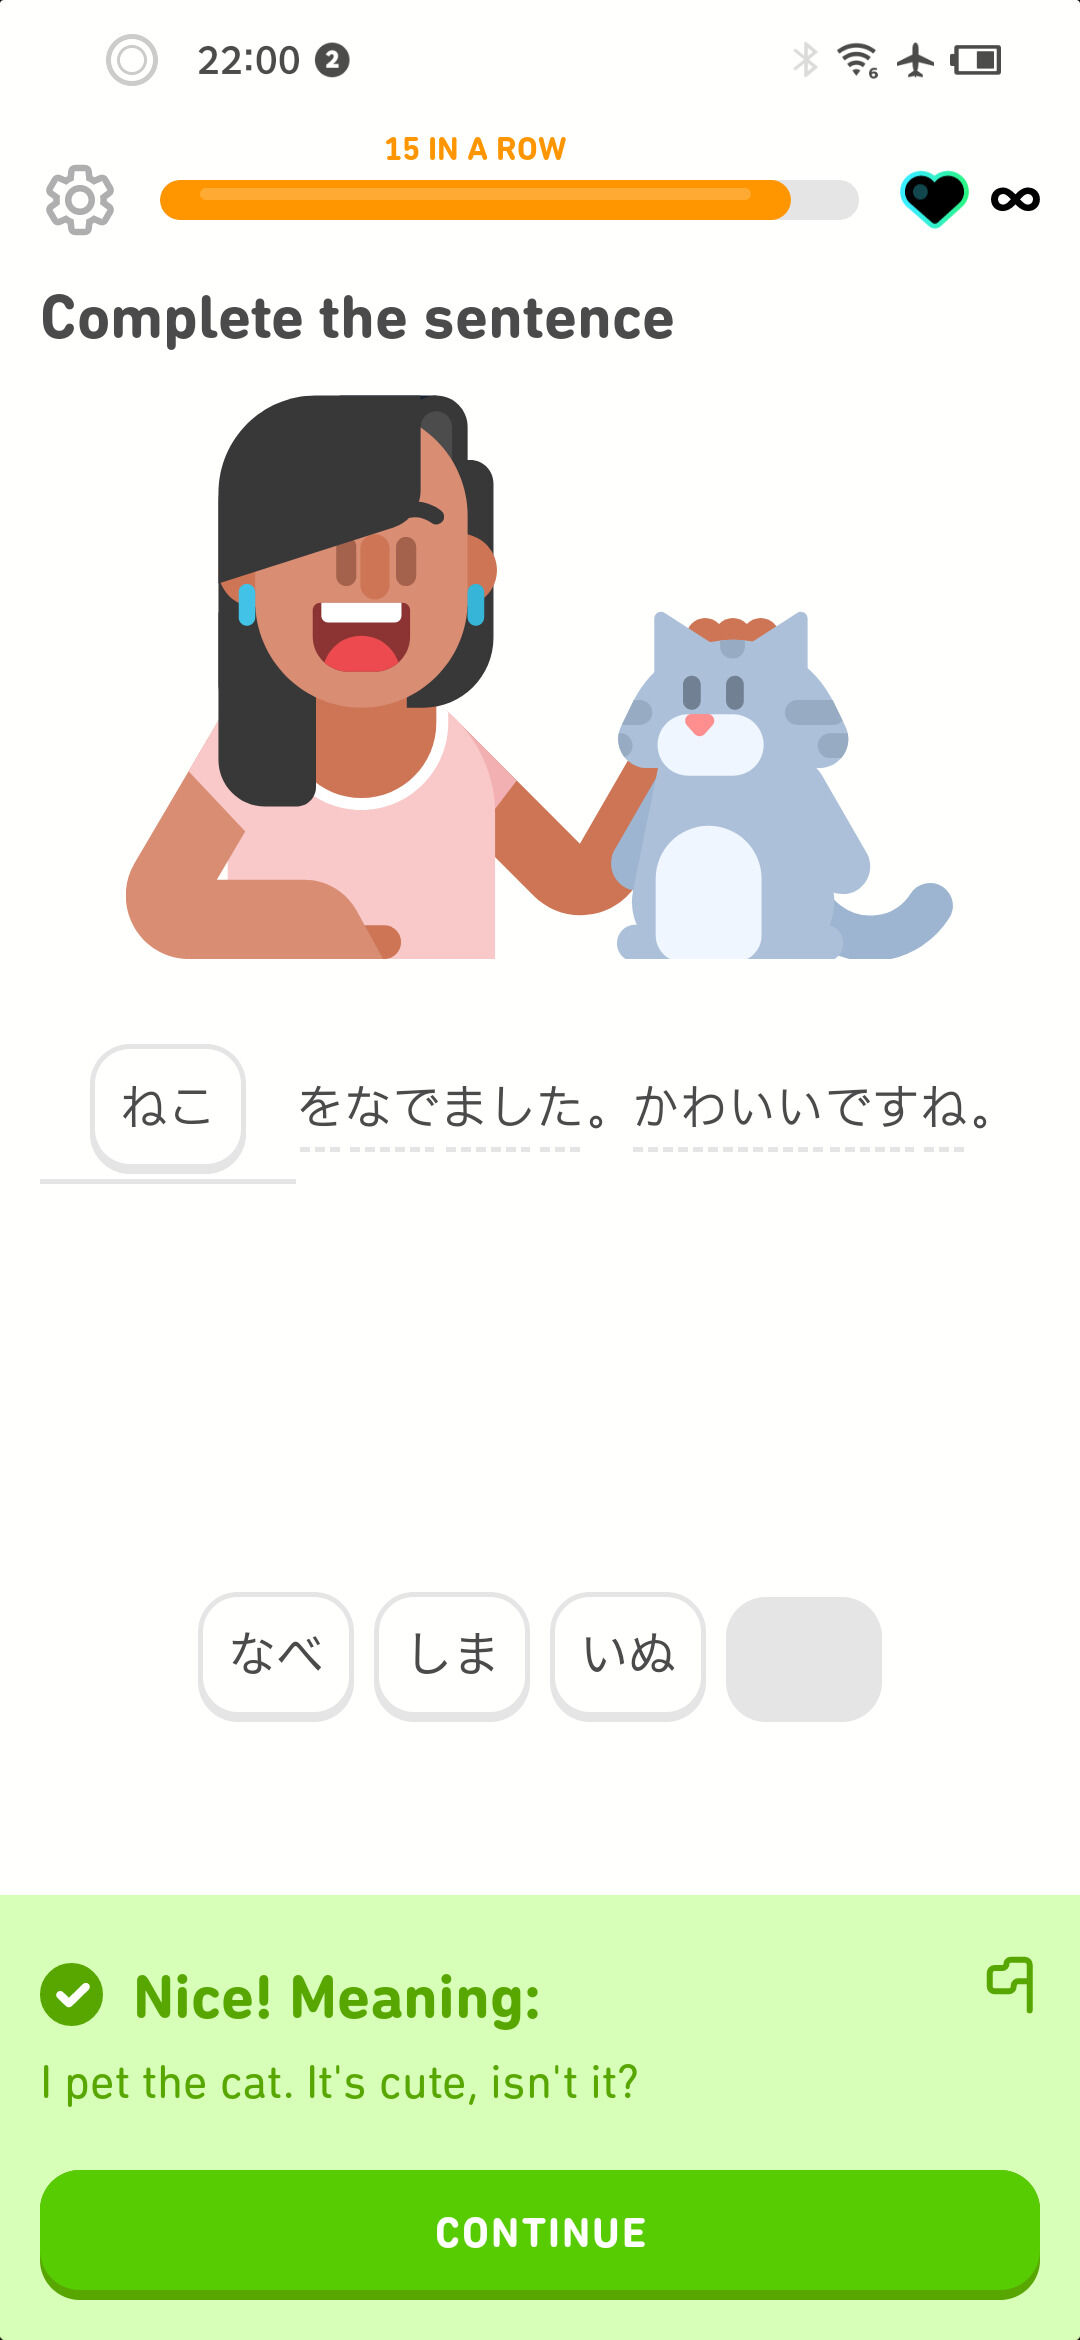 22:00 2
6
15 IN A ROW
Complete the sentence
ねこ をなでました。かわいいですね。
なべ しま いぬ
Nice! Meaning:
I pet the cat. It's cute, isn't it?
CONTINUE